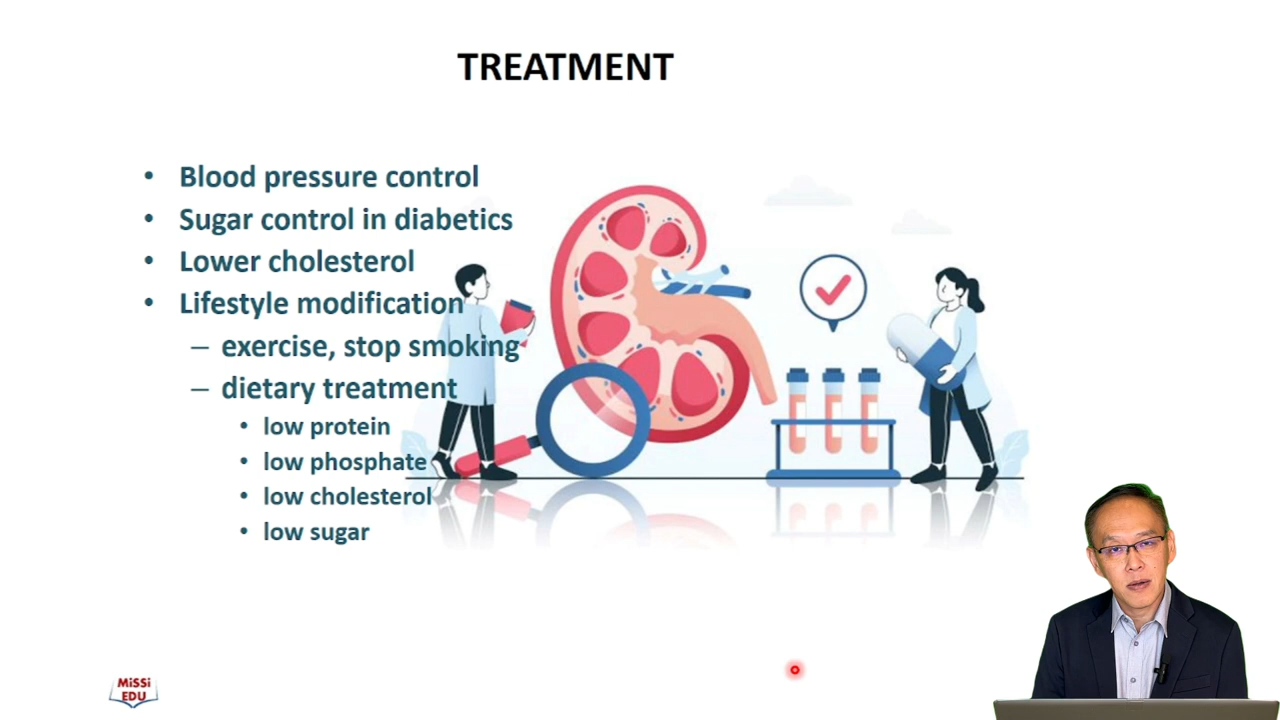 TREATMENT
• Blood pressure control
• Sugar control in diabetics
• Lower cholesterol
• Lifestyle modification
– exercise, stop smoking
– dietary treatment
• low protein
• low phosphate
• low cholesterol
• low sugar
MiSSi
EDU